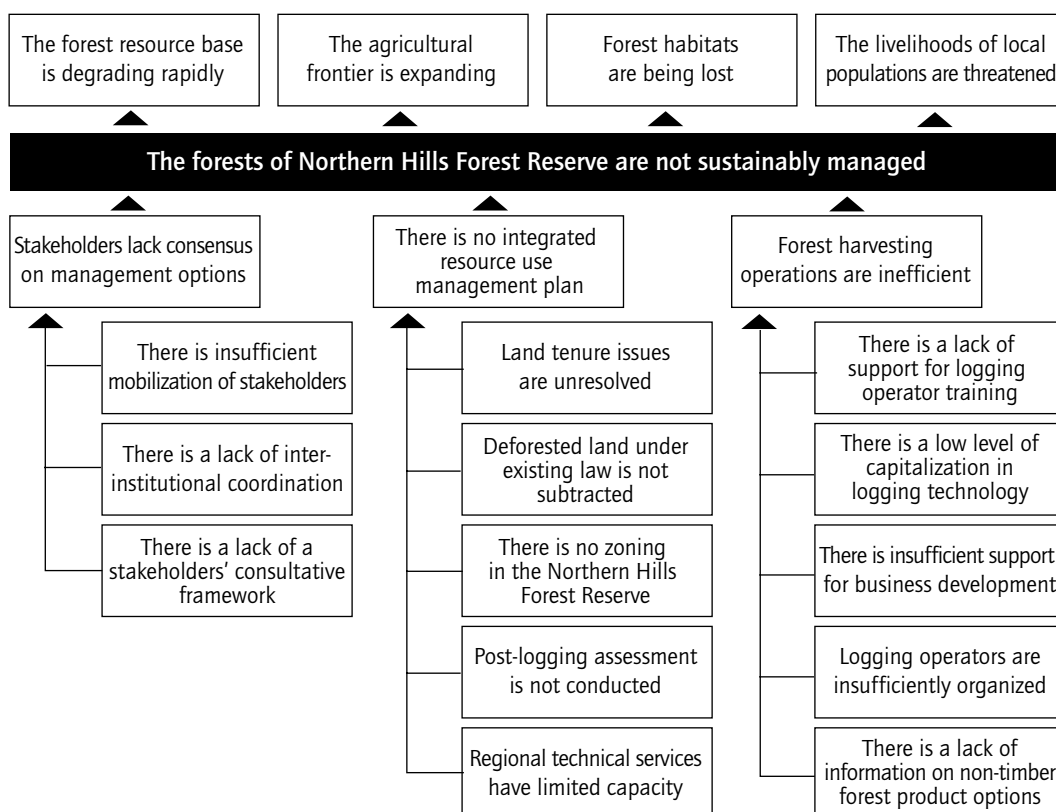 The forest resource base
is degrading rapidly
The agricultural
frontier is expanding
Forest habitats
are being lost
The livelihoods of local
populations are threatened
The forests of Northern Hills Forest Reserve are not sustainably managed
Stakeholders lack consensus
on management options
There is no integrated
resource use
management plan
Forest harvesting
operations are inefficient
There is insufficient
mobilization of stakeholders
There is a lack of inter-
institutional coordination
There is a lack of a
stakeholders’ consultative
framework
Land tenure issues
are unresolved
Deforested land under
existing law is not
subtracted
There is no zoning
in the Northern Hills
Forest Reserve
Post-logging assessment
is not conducted
Regional technical services
have limited capacity
There is a lack of
support for logging
operator training
There is a low level of
capitalization in
logging technology
There is insufficient support
for business development
Logging operators are
insufficiently organized
There is a lack of
information on non-timber
forest product options